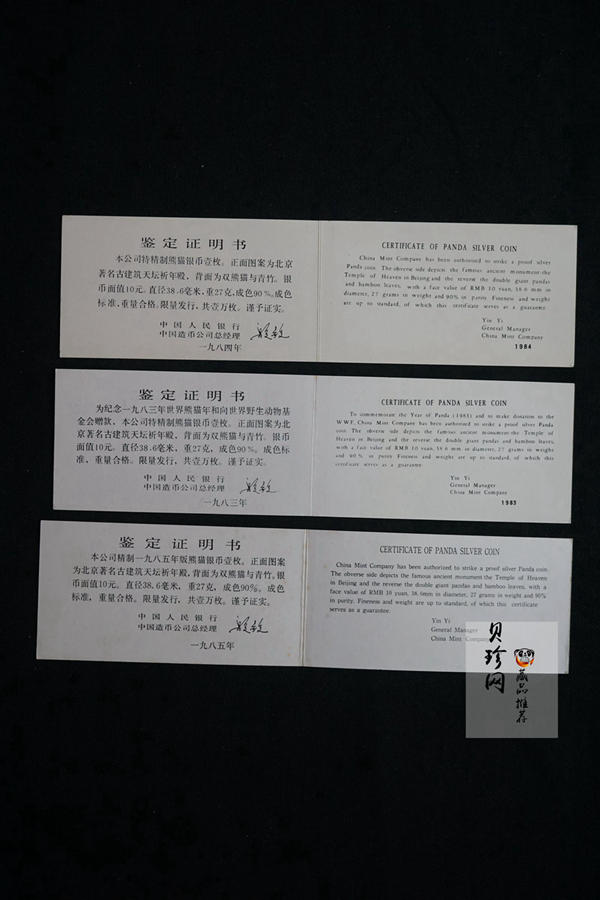 鉴定证明书
本公司特精制熊猫银币壹枚。正面图案为北京
著名古建筑天坛祈年殿，背面为双熊猫与青竹。银
币面值10元。直径38.6毫米，重27克，成色90%。成色
标准，重量合格。限量发行，共壹万枚。谨予证实。
中国人民银行
中国造币公司总经理
一九八四年
CERTIFICATE OF PANDA SILVER COIN
China Mint Company has been authorized to strike a proof silver
Panda coin. The obverse side depicts the famous ancient monument-the
Temple of Heaven in Beijing and the reverse the double giant pandas
and bamboo leaves, with a face value of RMB 10 yuan, 38.6 mm in
diameter, 27 grams in weight and 90% in purity. Fineness and weight
are up to standard, of which this certificate serves as a guarantee.
Yin Yi
General Manager
China Mint Company
1984
鉴定证明书
为纪念一九八三年世界熊猫年和向世界野生动物基
金会赠款，本公司特精制熊猫银币壹枚。正面图案为北
京著名古建筑天坛祈年殿，背面为双熊猫与青竹。银币
面值10元。直径38.6毫米，重27克，成色90%。成色标
准，重量合格。限量发行，共壹万枚。谨予证实。
中国人民银行
中国造币公司总经理
一九八三年
CERTIFICATE OF PANDA SILVER COIN
To commemorate the Year of Panda (1983) and to make donation to the
WWF, China Mint Company has been authorized to strike a proof silver Panda
coin. The obverse side depicts the famous ancient monument-the Temple of
Heaven in Beijing and the reverse the double giant pandas and bamboo leaves,
with a face value of RMB 10 yuan, 38.6 mm in diameter, 27 grams in weight
and 90% in purity. Fineness and weight are up to standard, of which this
certificate serves as a guarantee.
Yin Yi
General Manager
China Mint Company
1983
鉴定证明书
本公司精制一九八五年版熊猫银币壹枚。正面图案
为北京著名古建筑天坛祈年殿，背面为双熊猫与青竹。银
币面值10元。直径38.6毫米，重27克，成色90%。成色
标准，重量合格。限量发行，共壹万枚。谨予证实。
中国人民银行
中国造币公司总经理
一九八五年
CERTIFICATE OF PANDA SILVER COIN
China Mint Company has been authorized to strike a proof silver Panda coin.
The obverse side depicts the famous ancient monument-the Temple of Heaven
in Beijing and the reverse the double giant pandas and bamboo leaves, with a
face value of RMB 10 yuan, 38.6mm in diameter, 27 grams in weight and 90%
in purity. Fineness and weight are up-to-standard, of which this certificate
serves as a guarantee.
Yin Yi
General Manager
China Mint Company
贝珍网
藏品推荐